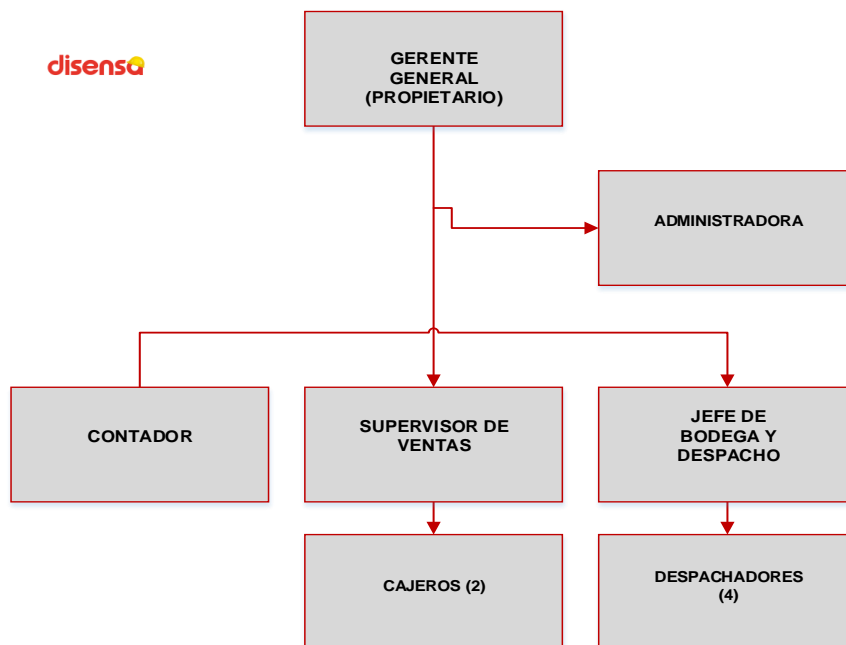 disensa
GERENTE
GENERAL
(PROPIETARIO)
ADMINISTRADORA
CONTADOR
SUPERVISOR DE
VENTAS
JEFE DE
BODEGA Y
DESPACHO
CAJEROS (2)
DESPACHADORES
(4)